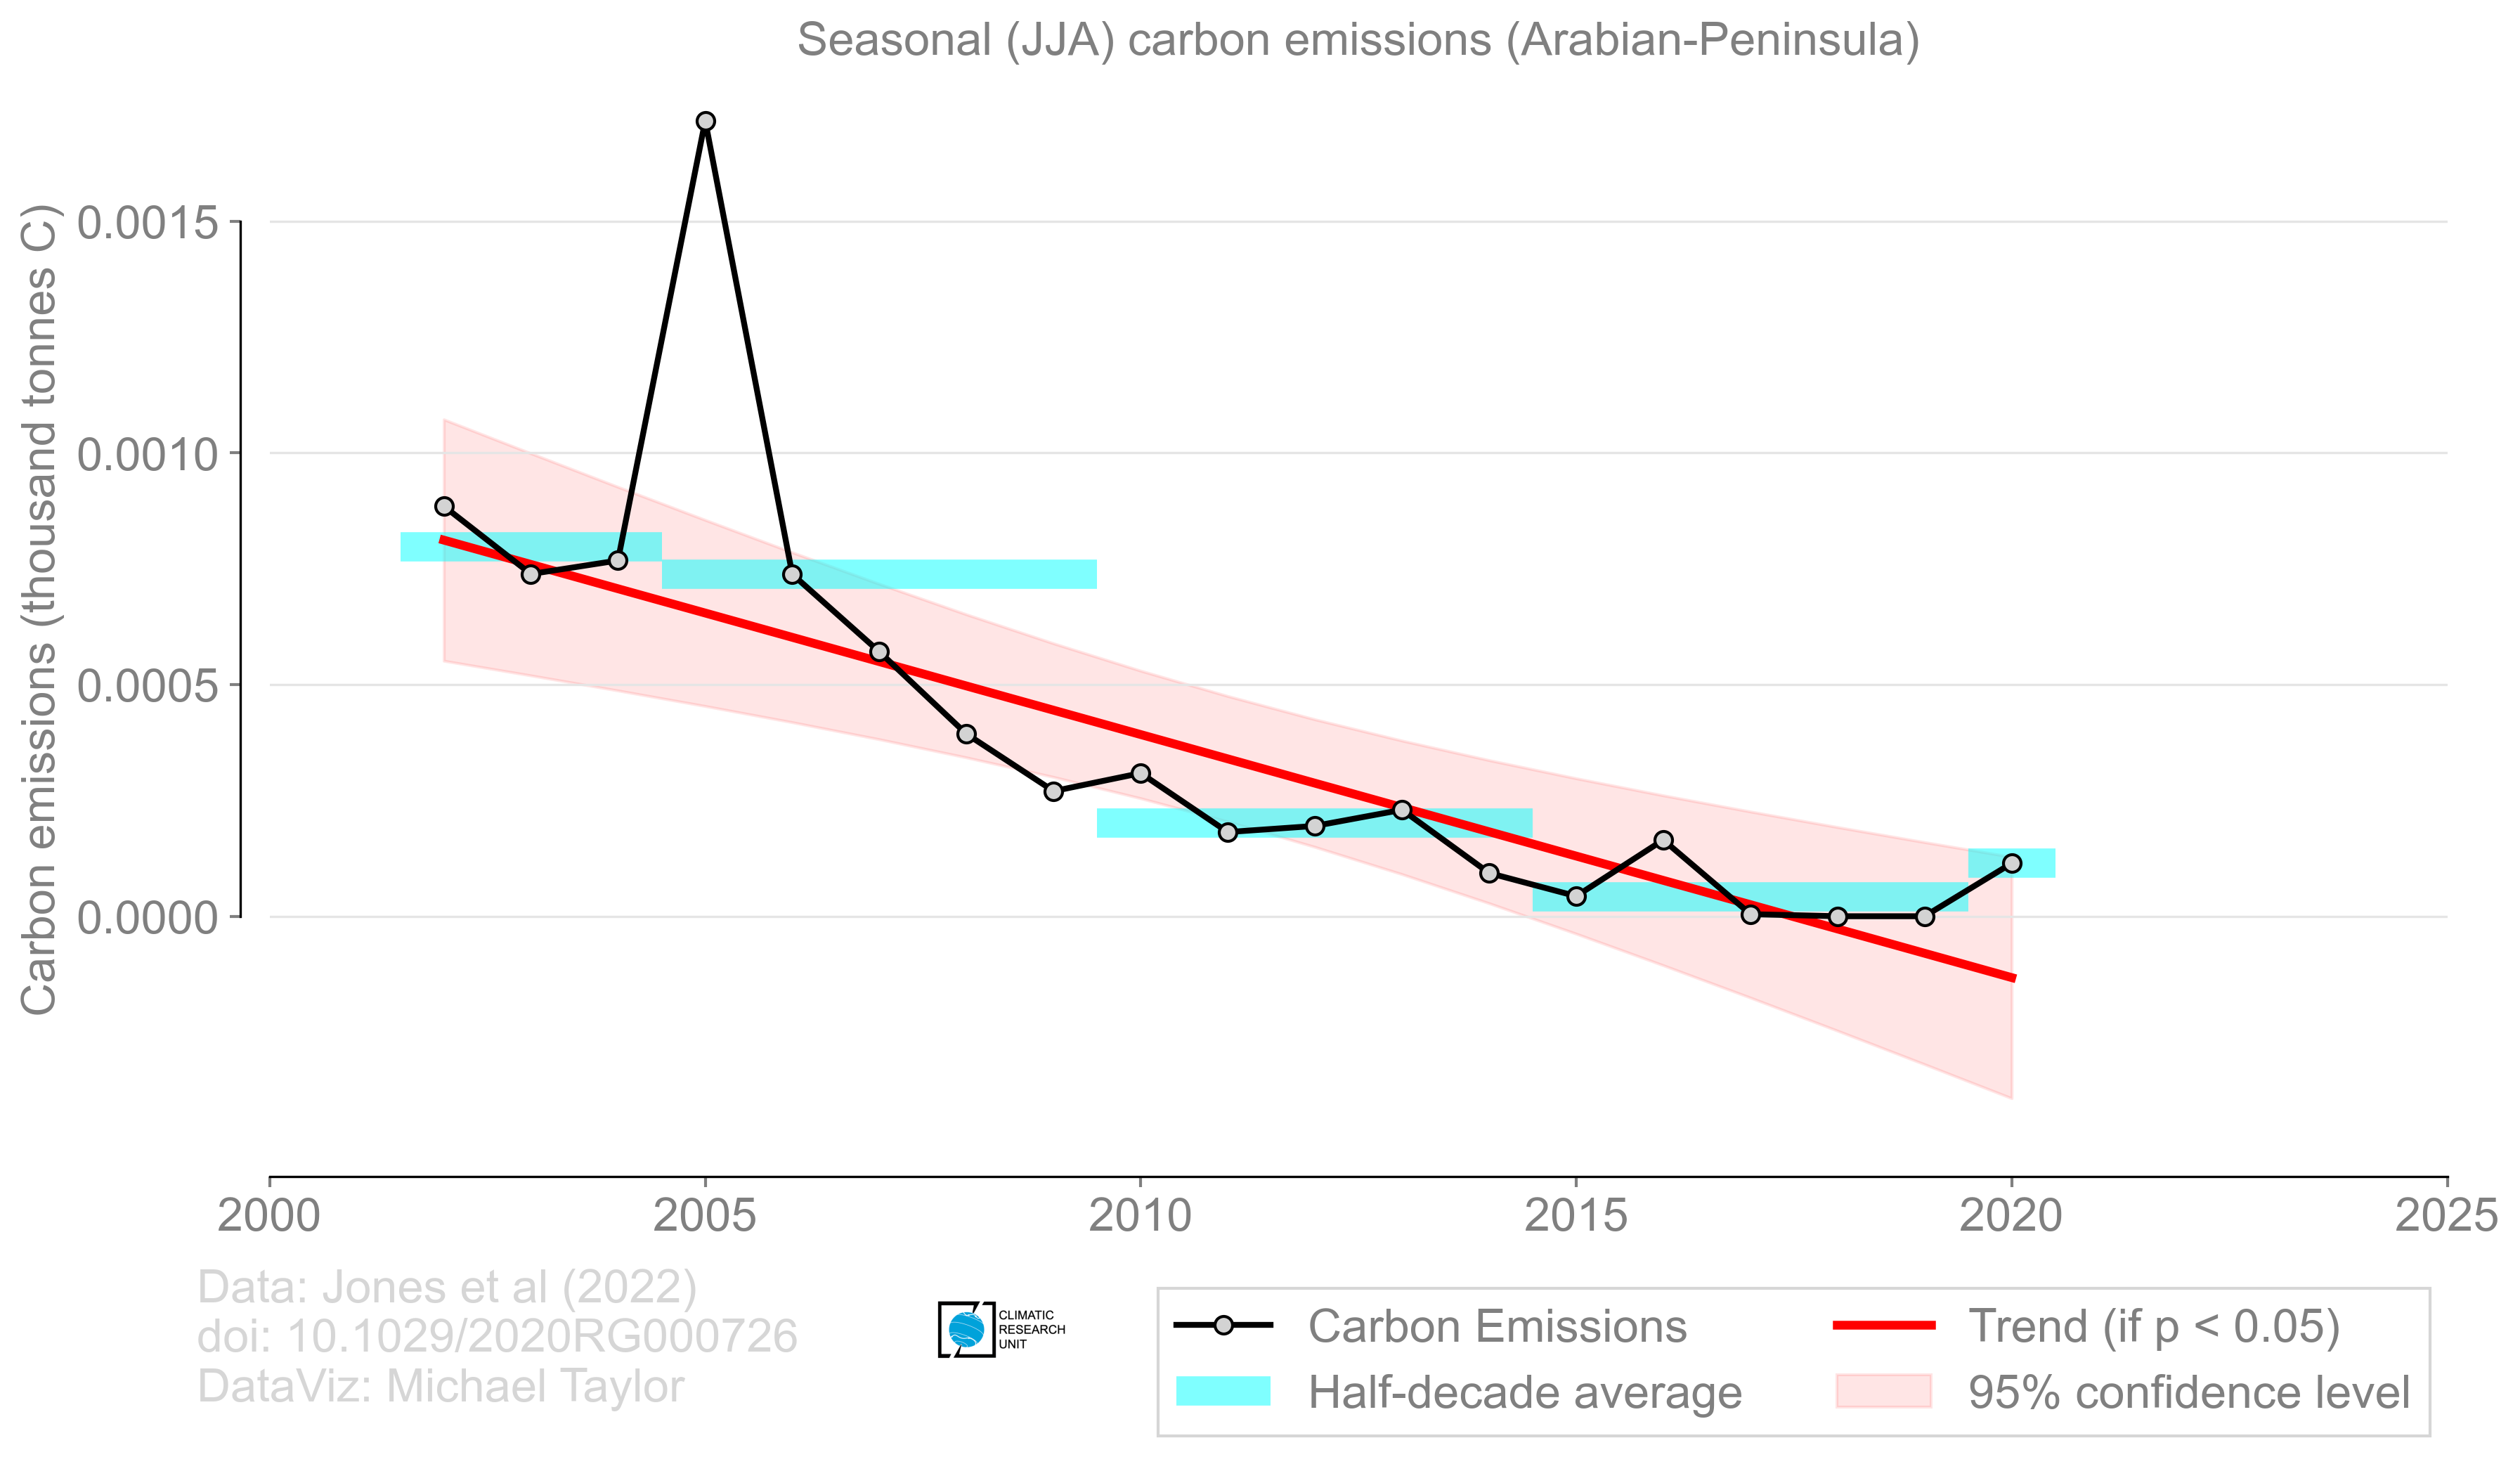 Seasonal (JJA) carbon emissions (Arabian-Peninsula)
Carbon emissions (thousand tonnes C)
0.0015
0.0010
0.0005
0.0000
2000
2005
2010
2015
2020
2025
Data: Jones et al (2022)
doi: 10.1029/2020RG000726
DataViz: Michael Taylor
CLIMATIC
RESEARCH
UNIT
Carbon Emissions
Half-decade average
Trend (if p < 0.05)
95% confidence level